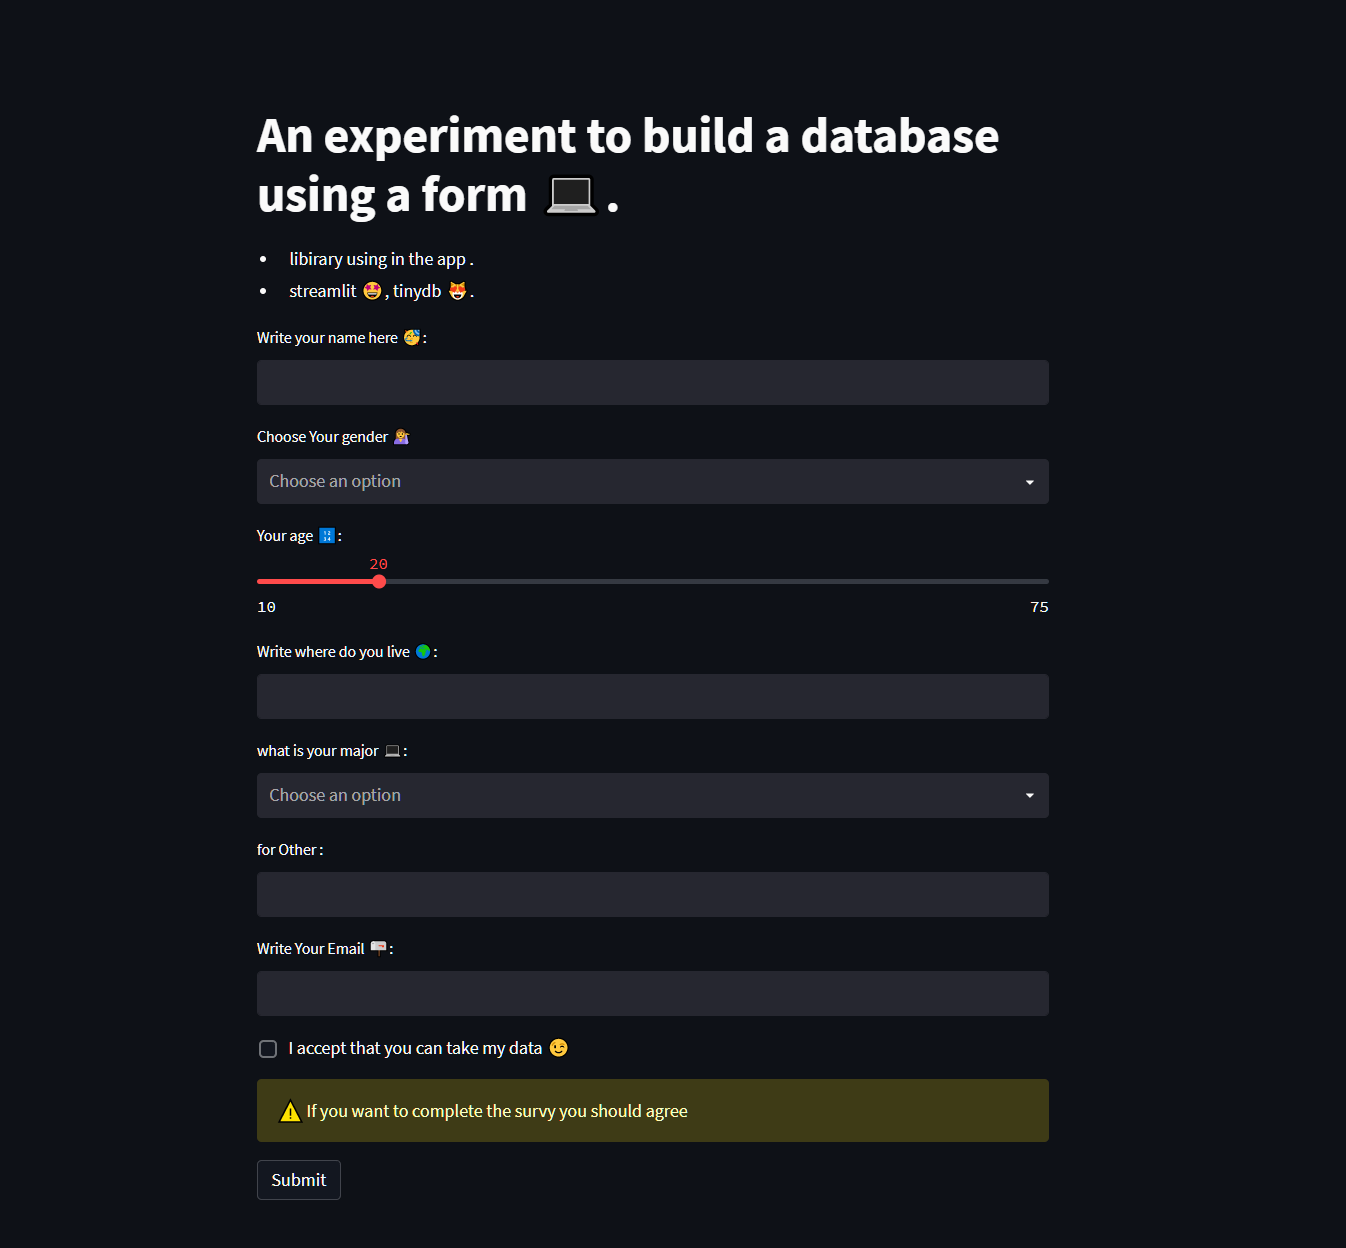 An experiment to build a database
using a form 💻 .
• libirary using in the app .
• streamlit 🤩 , tinydb 😻 .
Write your name here 🥳 :
Choose Your gender 💁
Choose an option
Your age 🔢 :
20
10 75
Write where do you live 🌍 :
what is your major 💻 :
Choose an option
for Other :
Write Your Email 📭 :
I accept that you can take my data 😉
⚠️ If you want to complete the survy you should agree
Submit